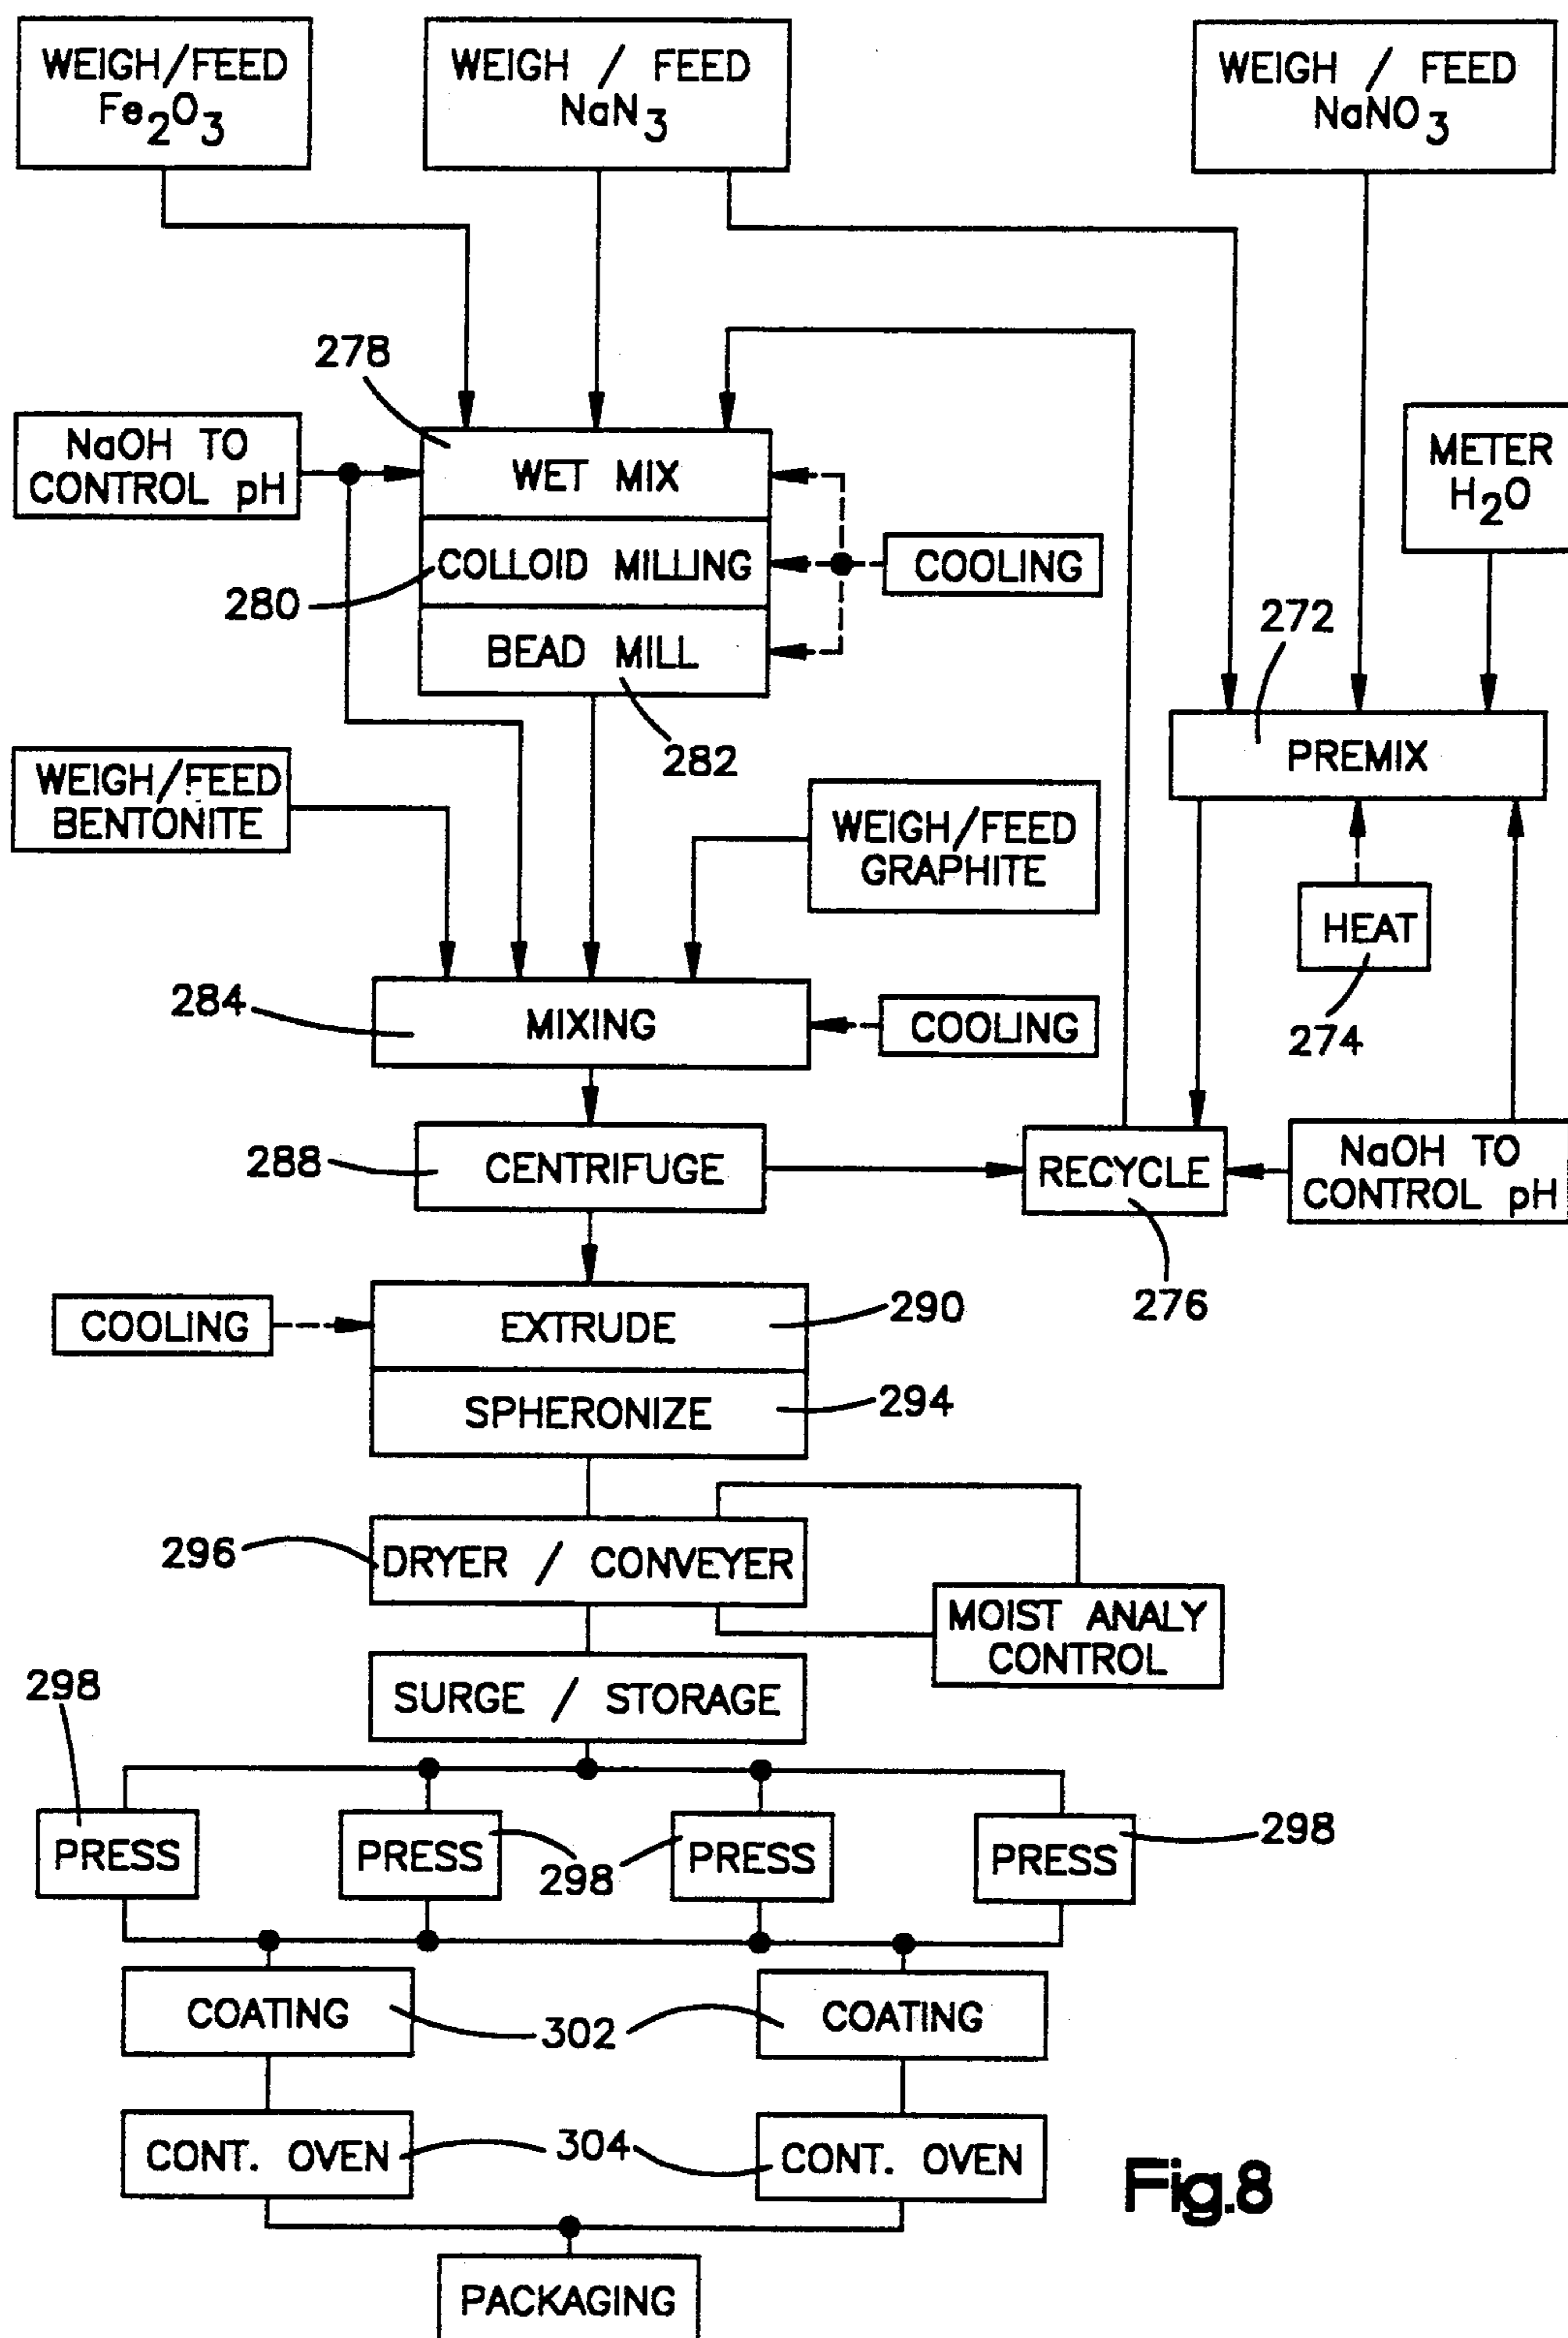 WEIGH/FEED
Fe2O3
WEIGH / FEED
NaN3
WEIGH / FEED
NaNO3
278
NaOH TO
CONTROL pH
WET MIX
METER
H2O
COLLOID MILLING
COOLING
280
BEAD MILL
272
282
PREMIX
WEIGH/FEED
BENTONITE
WEIGH/FEED
GRAPHITE
HEAT
284
MIXING
COOLING
274
288
CENTRIFUGE
RECYCLE
NaOH TO
CONTROL pH
276
COOLING
EXTRUDE
290
SPHERONIZE
294
296
DRYER / CONVEYER
MOIST ANALY
CONTROL
298
SURGE / STORAGE
PRESS
PRESS
298
PRESS
PRESS
298
COATING
302
COATING
CONT. OVEN
304
CONT. OVEN
Fig.8
PACKAGING